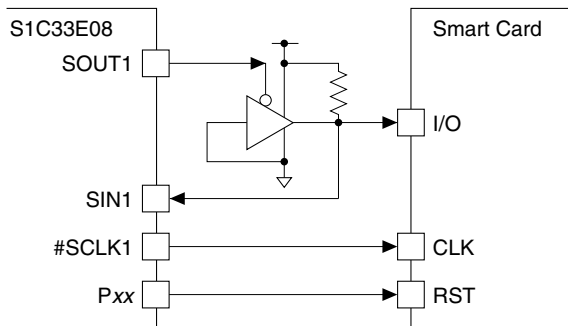 S1C33E08
Smart Card
SOUT1
I/O
SIN1
#SCLK1
CLK
Pxx
RST